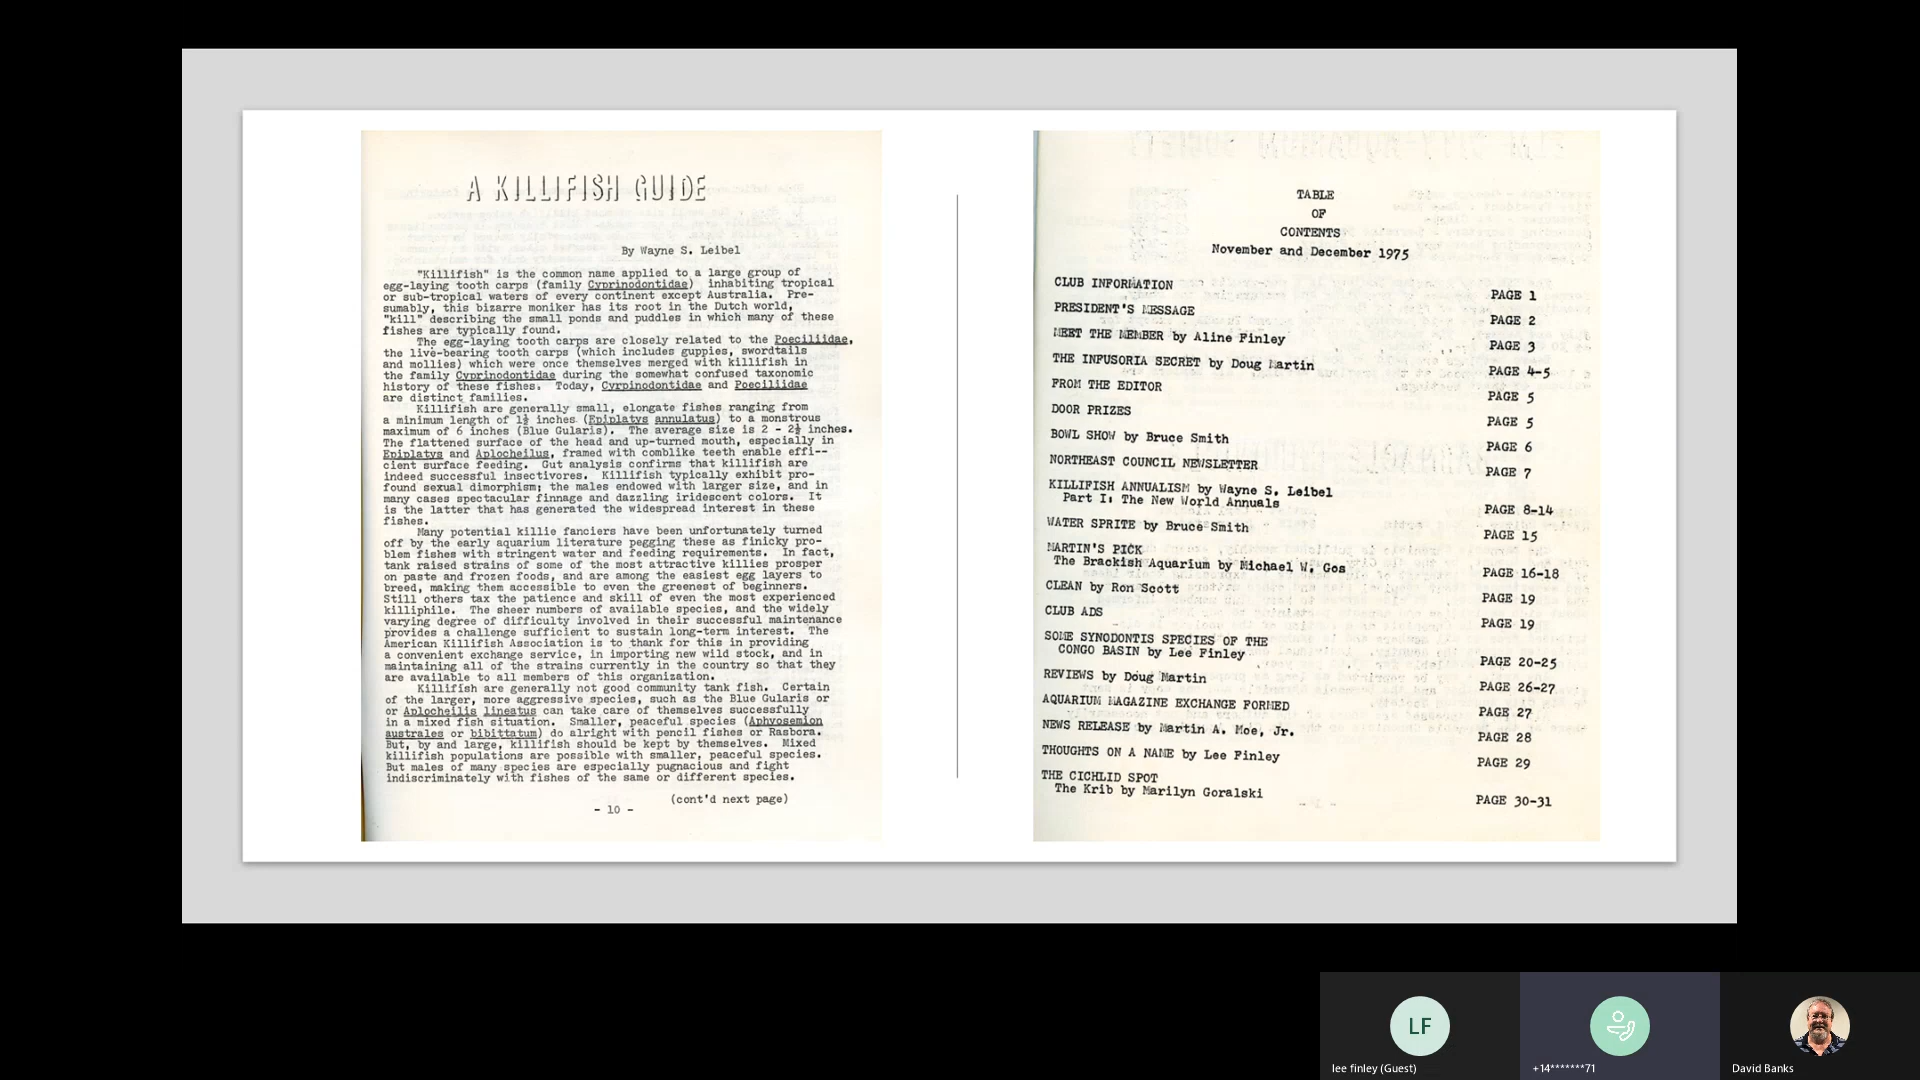 A KILLIFISH GUIDE
By Wayne S. Leibel
"Killifish" is the common name applied to a large group of
egg-laying tooth carps (family Cyprinodontidae) inhabiting tropical
or sub-tropical waters of every continent except Australia. Pre-
sumably, this bizarre moniker has its root in the Dutch world,
"kill" describing the small ponds and puddles in which many of these
fishes are typically found.
The egg-laying tooth carps are closely related to the Poeciliidae,
the live-bearing tooth carps (which includes guppies, swordtails
and mollies) which were once themselves merged with killifish in
the family Cyprinodontidae during the somewhat confused taxonomic
history of these fishes. Today, Cyrpinodontidae and Poeciliidae
are distinct families.
Killifish are generally small, elongate fishes ranging from
a minimum length of 1½ inches (Epiplatys annulatus) to a monstrous
maximum of 6 inches (Blue Gularis). The average size is 2 - 2½ inches.
The flattened surface of the head and up-turned mouth, especially in
Epiplatys and Aplocheilus, framed with comblike teeth enable effi--
cient surface feeding. Gut analysis confirms that killifish are
indeed successful insectivores. Killifish typically exhibit pro-
found sexual dimorphism; the males endowed with larger size, and in
many cases spectacular finnage and dazzling iridescent colors. It
is the latter that has generated the widespread interest in these
fishes.
Many potential killie fanciers have been unfortunately turned
off by the early aquarium literature pegging these as finicky pro-
blem fishes with stringent water and feeding requirements. In fact,
tank raised strains of some of the most attractive killies prosper
on paste and frozen foods, and are among the easiest egg layers to
breed, making them accessible to even the greenest of beginners.
Still others tax the patience and skill of even the most experienced
killiphile. The sheer numbers of available species, and the widely
varying degree of difficulty involved in their successful maintenance
provides a challenge sufficient to sustain long-term interest. The
American Killifish Association is to thank for this in providing
a convenient exchange service, in importing new wild stock, and in
maintaining all of the strains currently in the country so that they
are available to all members of this organization.
Killifish are generally not good community tank fish. Certain
of the larger, more aggressive species, such as the Blue Gularis or
or Aplocheilis lineatus can take care of themselves successfully
in a mixed fish situation. Smaller, peaceful species (Aphyosemion
australes or bibittatum) do alright with pencil fishes or Rasbora.
But, by and large, killifish should be kept by themselves. Mixed
killifish populations are possible with smaller, peaceful species.
But males of many species are especially pugnacious and fight
indiscriminately with fishes of the same or different species.
(cont'd next page)
- 10 -
TABLE
OF
CONTENTS
November and December 1975
CLUB INFORMATION PAGE 1
PRESIDENT'S MESSAGE PAGE 2
MEET THE MEMBER by Aline Finley PAGE 3
THE INFUSORIA SECRET by Doug Martin PAGE 4-5
FROM THE EDITOR PAGE 5
DOOR PRIZES PAGE 5
BOWL SHOW by Bruce Smith PAGE 6
NORTHEAST COUNCIL NEWSLETTER PAGE 7
KILLIFISH ANNUALISM by Wayne S. Leibel
Part I: The New World Annuals PAGE 8-14
WATER SPRITE by Bruce Smith PAGE 15
MARTIN'S PICK
The Brackish Aquarium by Michael W. Gos PAGE 16-18
CLEAN by Ron Scott PAGE 19
CLUB ADS PAGE 19
SOME SYNODONTIS SPECIES OF THE
CONGO BASIN by Lee Finley PAGE 20-25
REVIEWS by Doug Martin PAGE 26-27
AQUARIUM MAGAZINE EXCHANGE FORMED PAGE 27
NEWS RELEASE by Martin A. Moe, Jr. PAGE 28
THOUGHTS ON A NAME by Lee Finley PAGE 29
THE CICHLID SPOT
The Krib by Marilyn Goralski PAGE 30-31
LF
lee finley (Guest)
+14*******71
David Banks